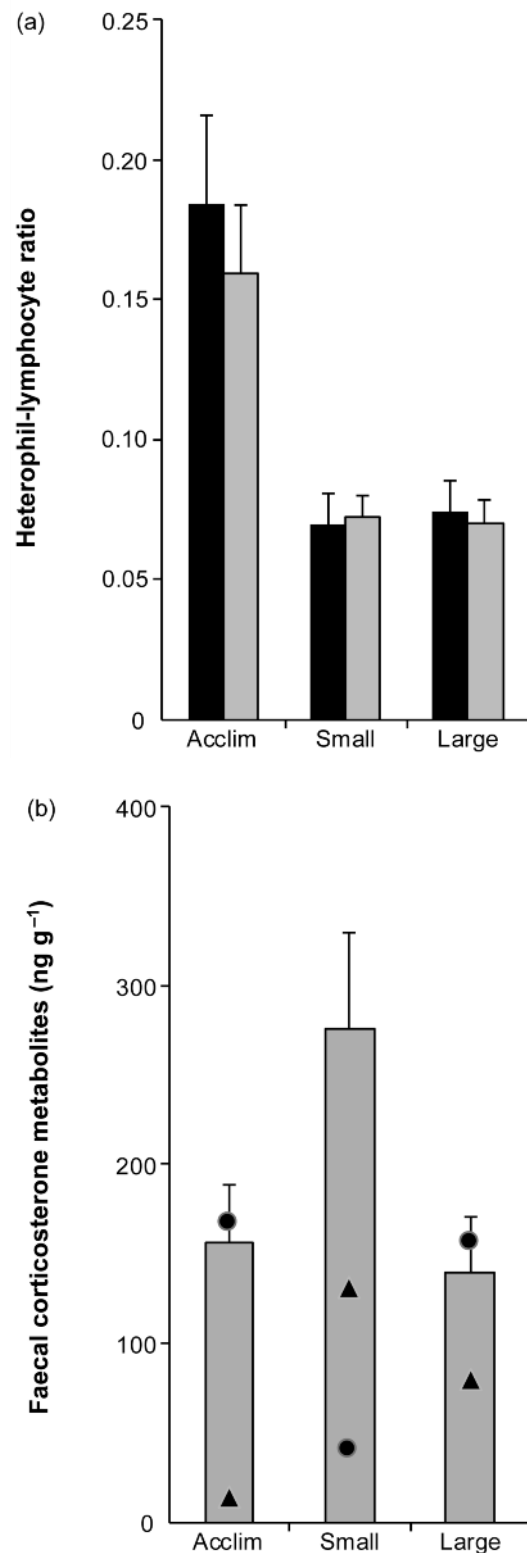 (a)
Heterophil-lymphocyte ratio
0.25
0.20
0.15
0.10
0.05
0
Acclim Small Large
(b)
Faecal corticosterone metabolites (ng g⁻¹)
400
300
200
100
0
Acclim Small Large